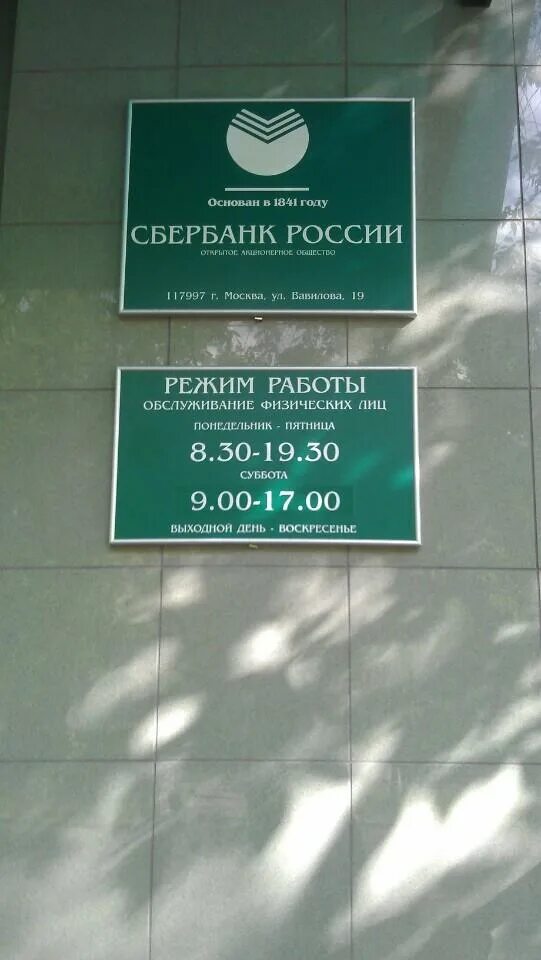 Основан в 1841 году
СБЕРБАНК РОССИИ
ОТКРЫТОЕ АКЦИОНЕРНОЕ ОБЩЕСТВО
117997 г. Москва, ул. Вавилова, 19
РЕЖИМ РАБОТЫ
ОБСЛУЖИВАНИЕ ФИЗИЧЕСКИХ ЛИЦ
ПОНЕДЕЛЬНИК - ПЯТНИЦА
8.30-19.30
СУББОТА
9.00-17.00
ВЫХОДНОЙ ДЕНЬ - ВОСКРЕСЕНЬЕ